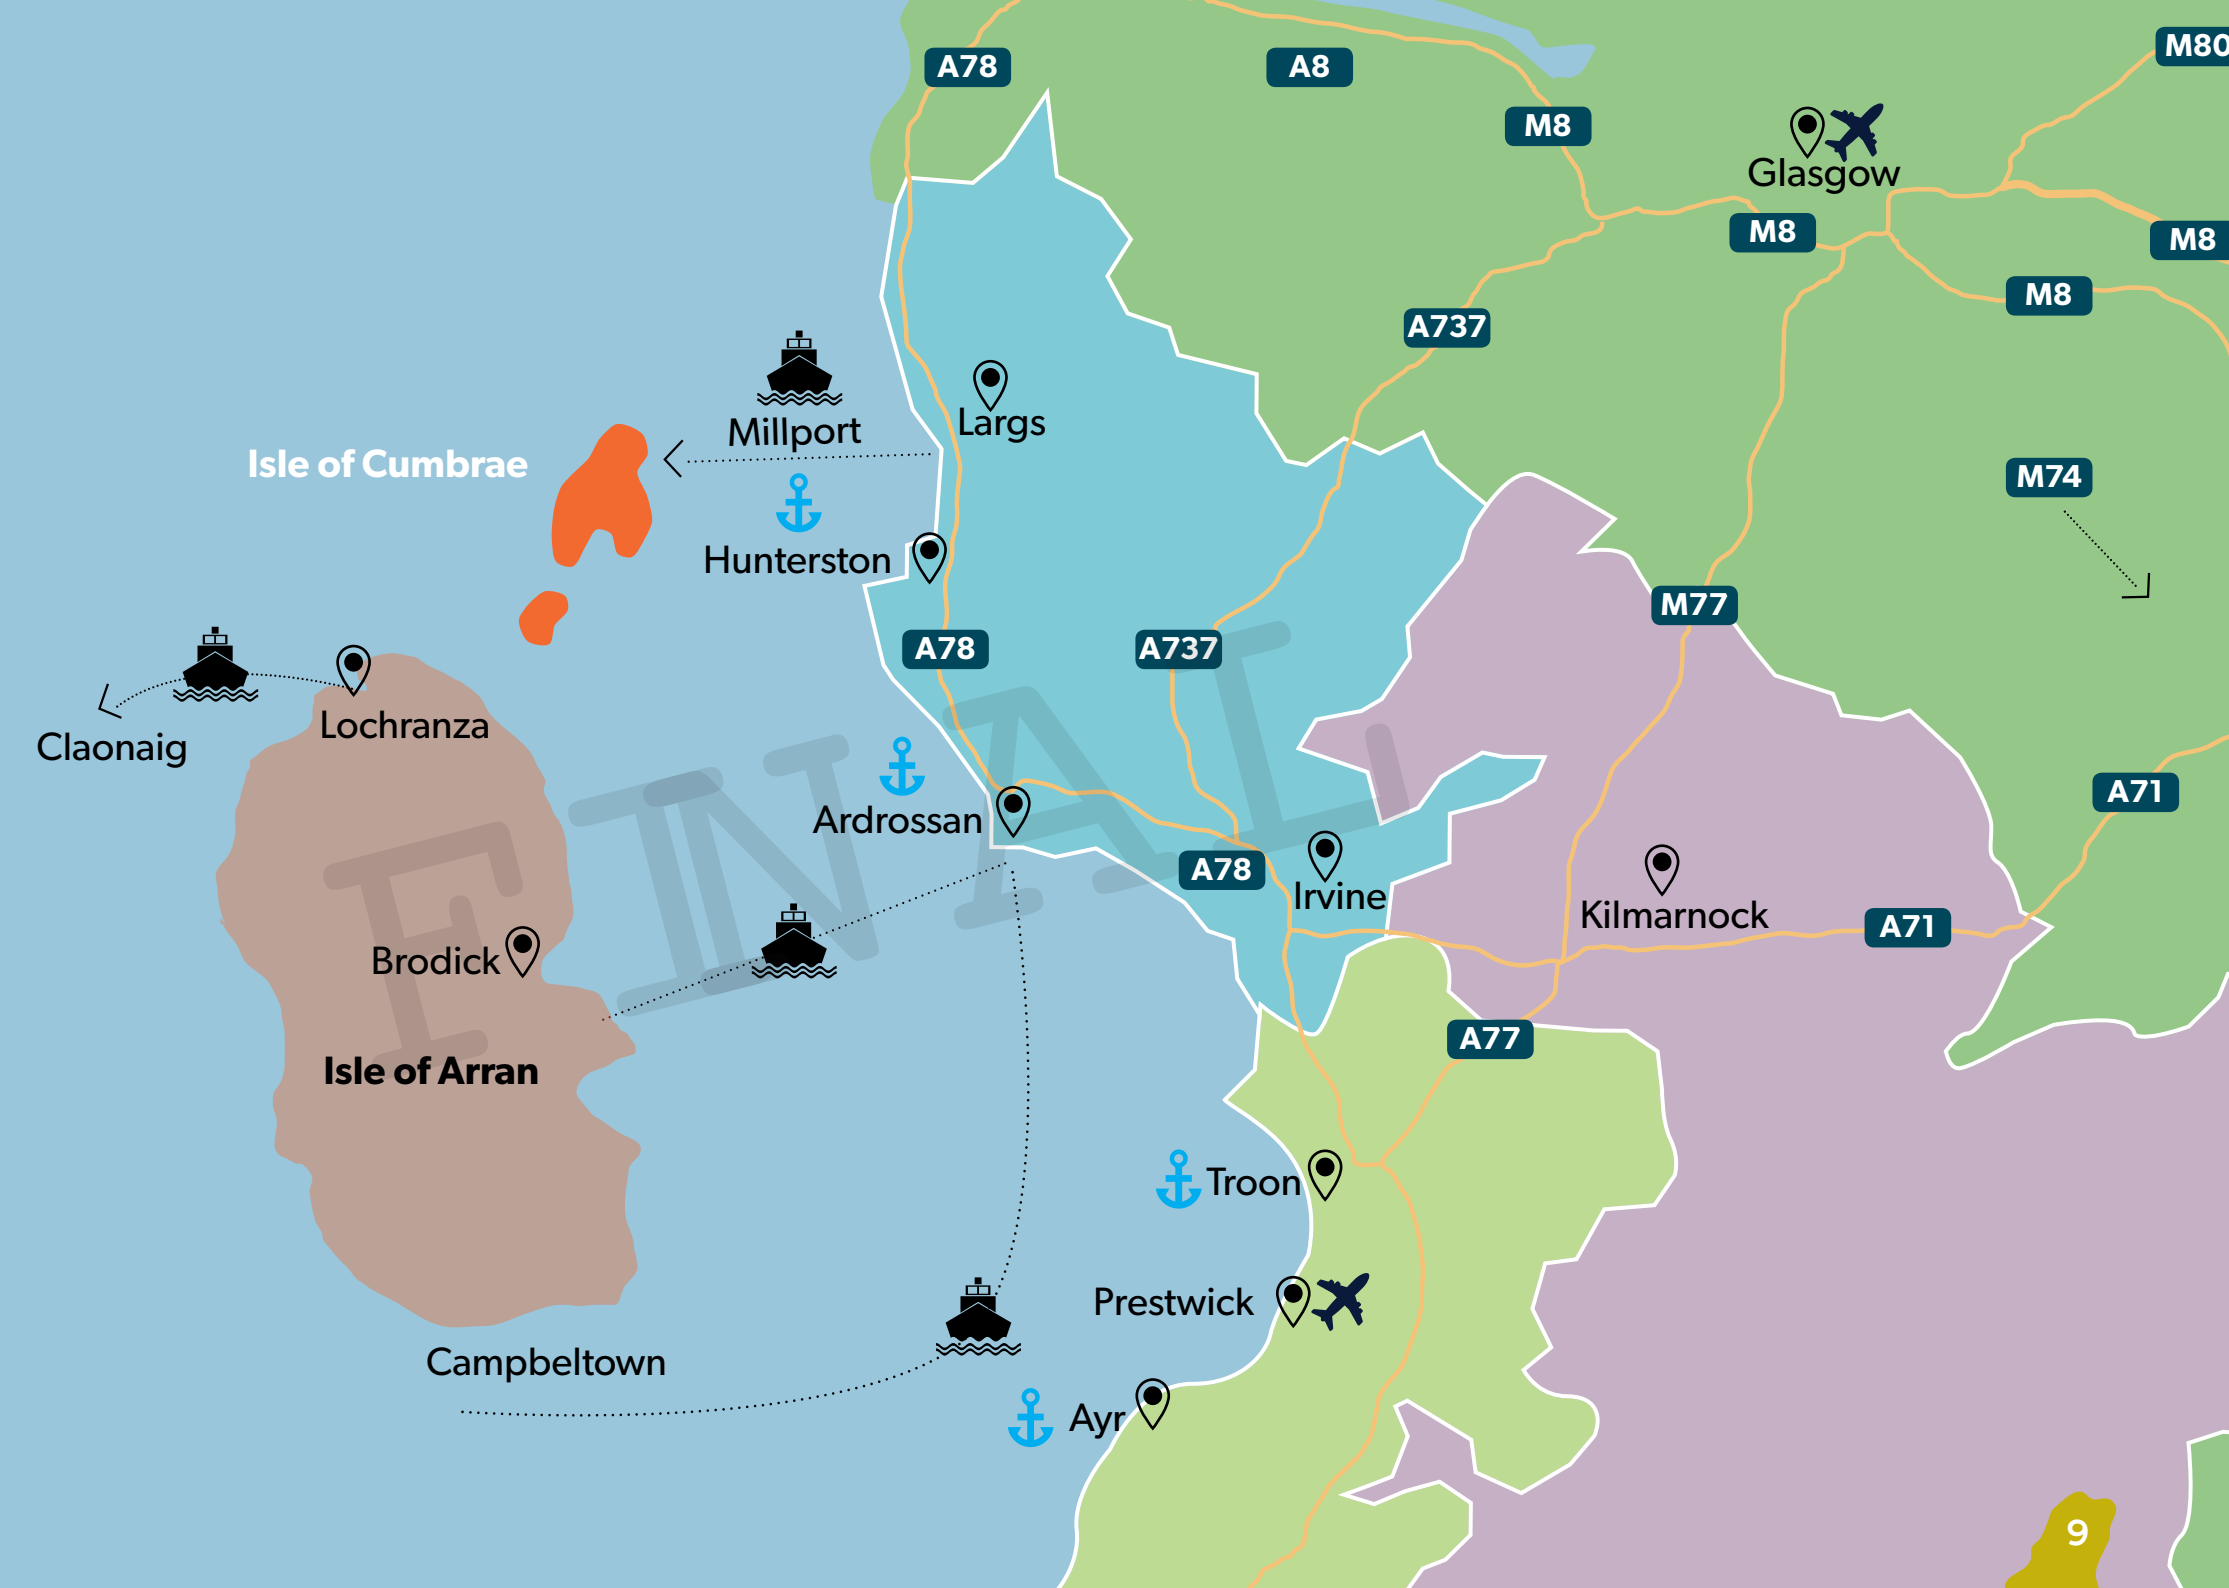 A78
A8
M80
M8
Glasgow
M8
M8
M8
A737
Largs
Millport
Isle of Cumbrae
M74
Hunterston
M77
A78
A737
Lochranza
Claonaig
A71
Ardrossan
A78
Irvine
Kilmarnock
A71
FINAL
Brodick
A77
Isle of Arran
Troon
Prestwick
Campbeltown
Ayr
9